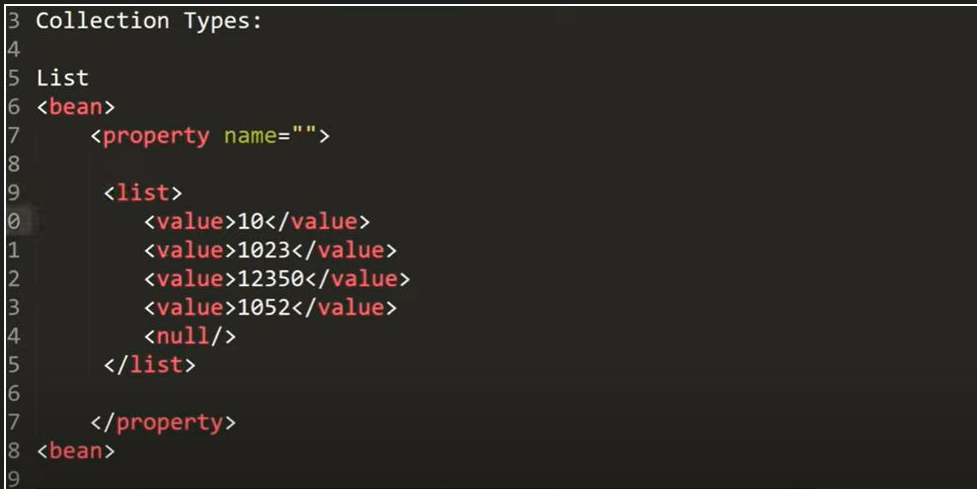 3 Collection Types:
4
5 List
6 <bean>
7 <property name="">
8
9 <list>
0 <value>10</value>
1 <value>1023</value>
2 <value>12350</value>
3 <value>1052</value>
4 <null/>
5 </list>
6
7 </property>
8 <bean>
9